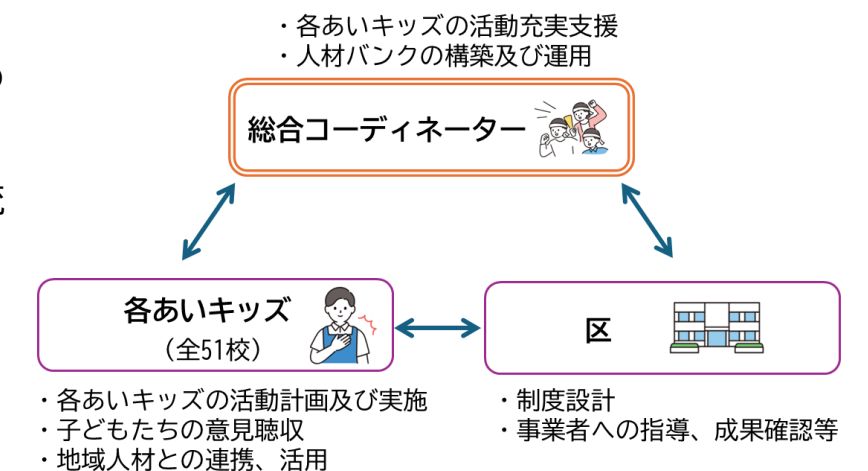 ・各あいキッズの活動充実支援
・人材バンクの構築及び運用
総合コーディネーター
各あいキッズ
（全51校）
区
・各あいキッズの活動計画及び実施
・子どもたちの意見聴収
・地域人材との連携、活用
・制度設計
・事業者への指導、成果確認等